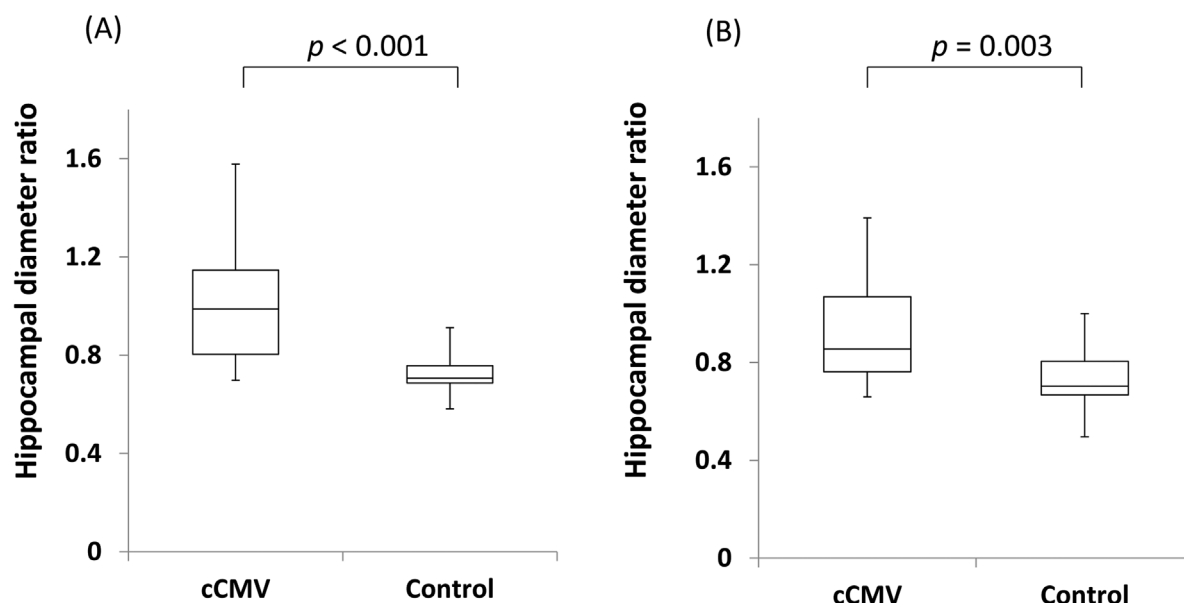 (A)
p < 0.001
Hippocampal diameter ratio
1.6
1.2
0.8
0.4
0
cCMV Control
(B)
p = 0.003
Hippocampal diameter ratio
1.6
1.2
0.8
0.4
0
cCMV Control